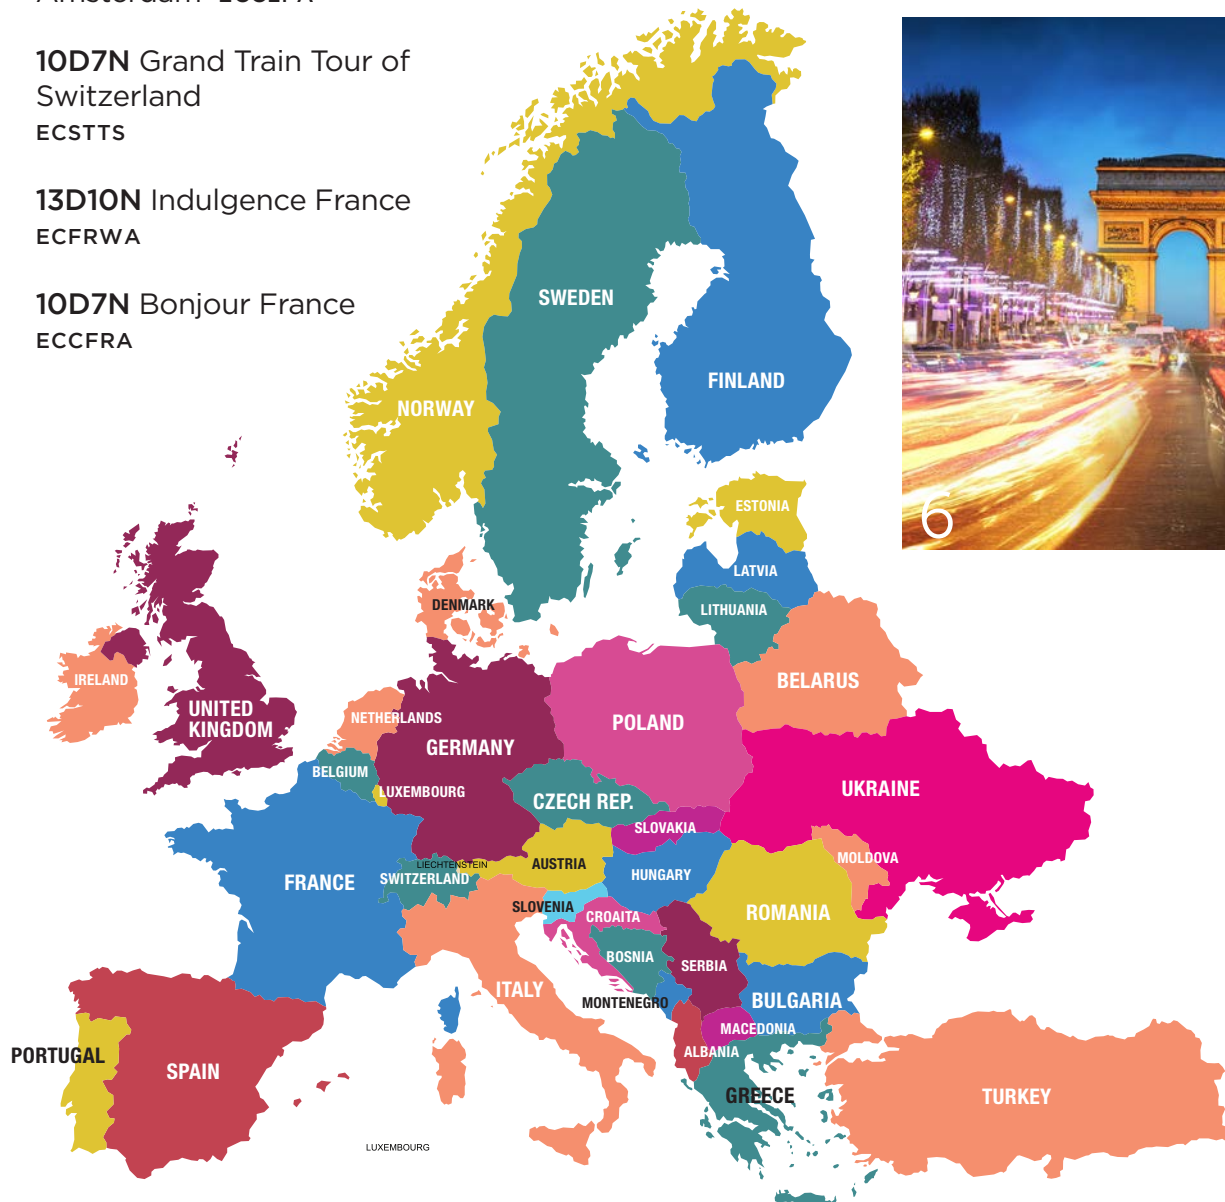 10D7N Grand Train Tour of
Switzerland
ECSTTS
13D10N Indulgence France
ECFRWA
10D7N Bonjour France
ECCFRA
6
SWEDEN
FINLAND
NORWAY
ESTONIA
LATVIA
LITHUANIA
DENMARK
BELARUS
IRELAND
UNITED
KINGDOM
NETHERLANDS
POLAND
GERMANY
BELGIUM
LUXEMBOURG
UKRAINE
CZECH REP.
SLOVAKIA
MOLDOVA
LIECHTENSTEIN
AUSTRIA
HUNGARY
SWITZERLAND
FRANCE
SLOVENIA
ROMANIA
CROAITA
BOSNIA
SERBIA
ITALY
MONTENEGRO
BULGARIA
MACEDONIA
ALBANIA
PORTUGAL
SPAIN
GREECE
TURKEY
LUXEMBOURG